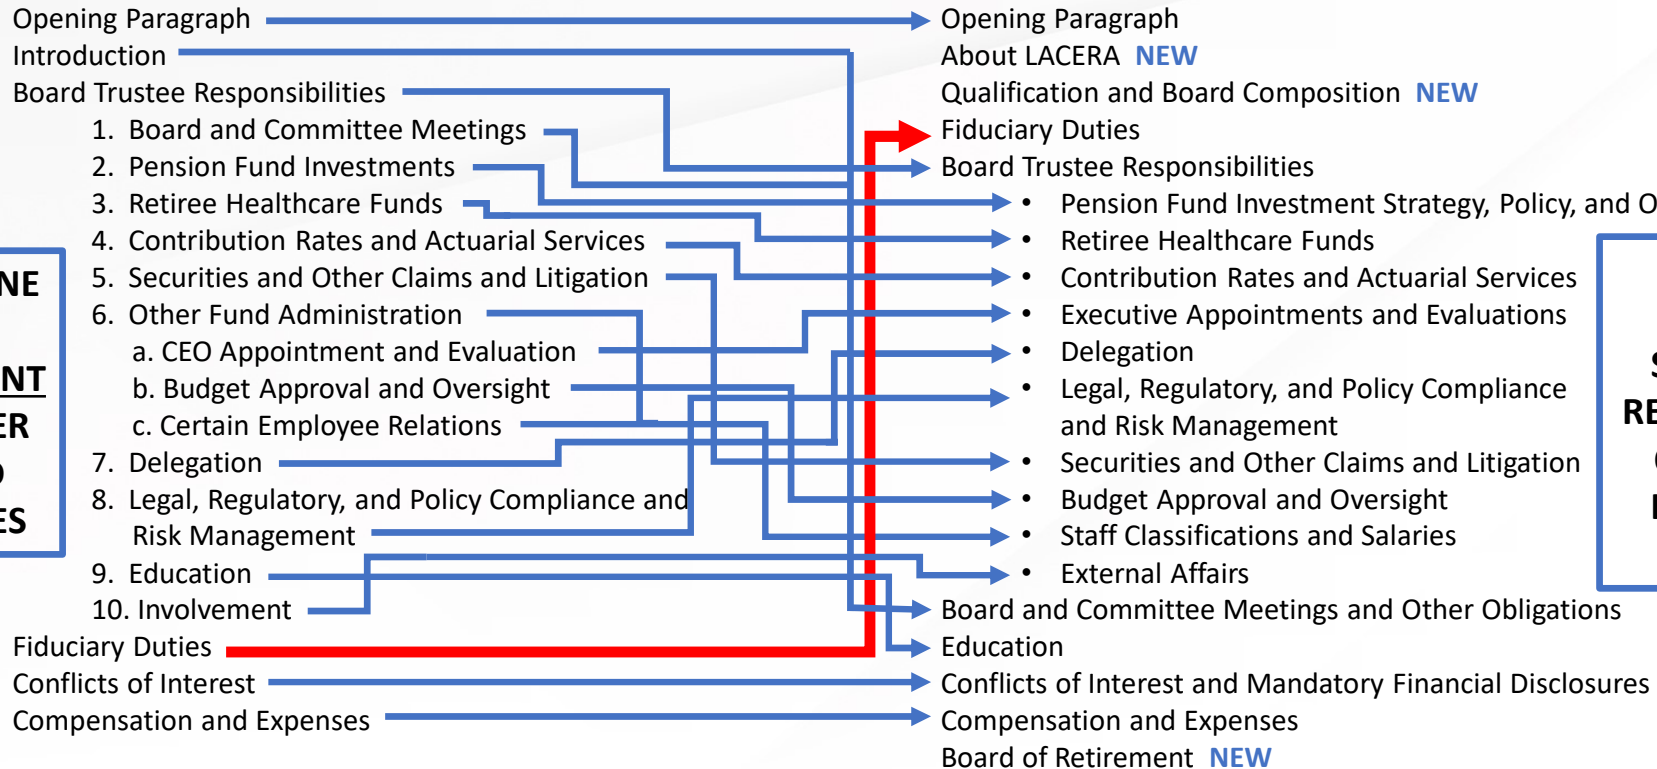 Opening Paragraph
Introduction
Board Trustee Responsibilities
1. Board and Committee Meetings
2. Pension Fund Investments
3. Retiree Healthcare Funds
4. Contribution Rates and Actuarial Services
5. Securities and Other Claims and Litigation
6. Other Fund Administration
a. CEO Appointment and Evaluation
b. Budget Approval and Oversight
c. Certain Employee Relations
7. Delegation
8. Legal, Regulatory, and Policy Compliance and
Risk Management
9. Education
10. Involvement
Fiduciary Duties
Conflicts of Interest
Compensation and Expenses
Opening Paragraph
About LACERA NEW
Qualification and Board Composition NEW
Fiduciary Duties
Board Trustee Responsibilities
• Pension Fund Investment Strategy, Policy, and
• Retiree Healthcare Funds
• Contribution Rates and Actuarial Services
• Executive Appointments and Evaluations
• Delegation
• Legal, Regulatory, and Policy Compliance
and Risk Management
• Securities and Other Claims and Litigation
• Budget Approval and Oversight
• Staff Classifications and Salaries
• External Affairs
Board and Committee Meetings and Other Obligations
Education
Conflicts of Interest and Mandatory Financial Disclosures
Compensation and Expenses
Board of Retirement NEW